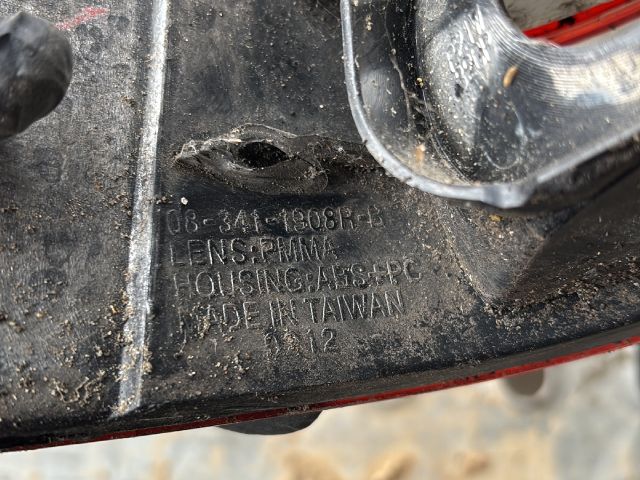 08-341-1908R-B
LENS:PMMA
HOUSING:ABS+PC
MADE IN TAIWAN